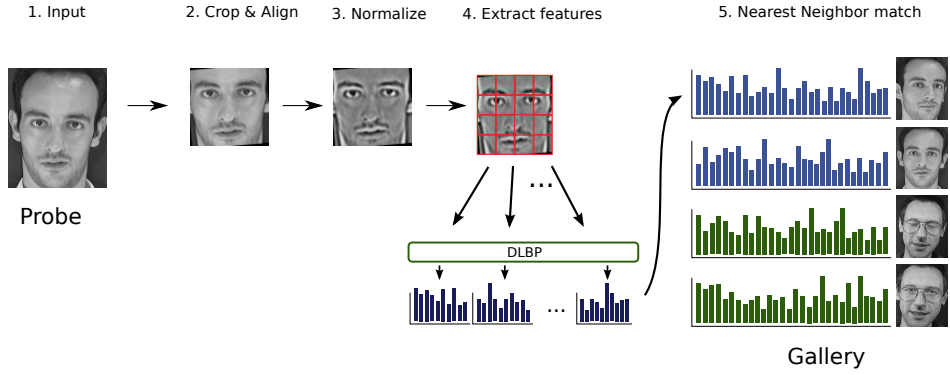 1. Input
2. Crop & Align
3. Normalize
4. Extract features
5. Nearest Neighbor match
Probe
...
DLBP
...
Gallery